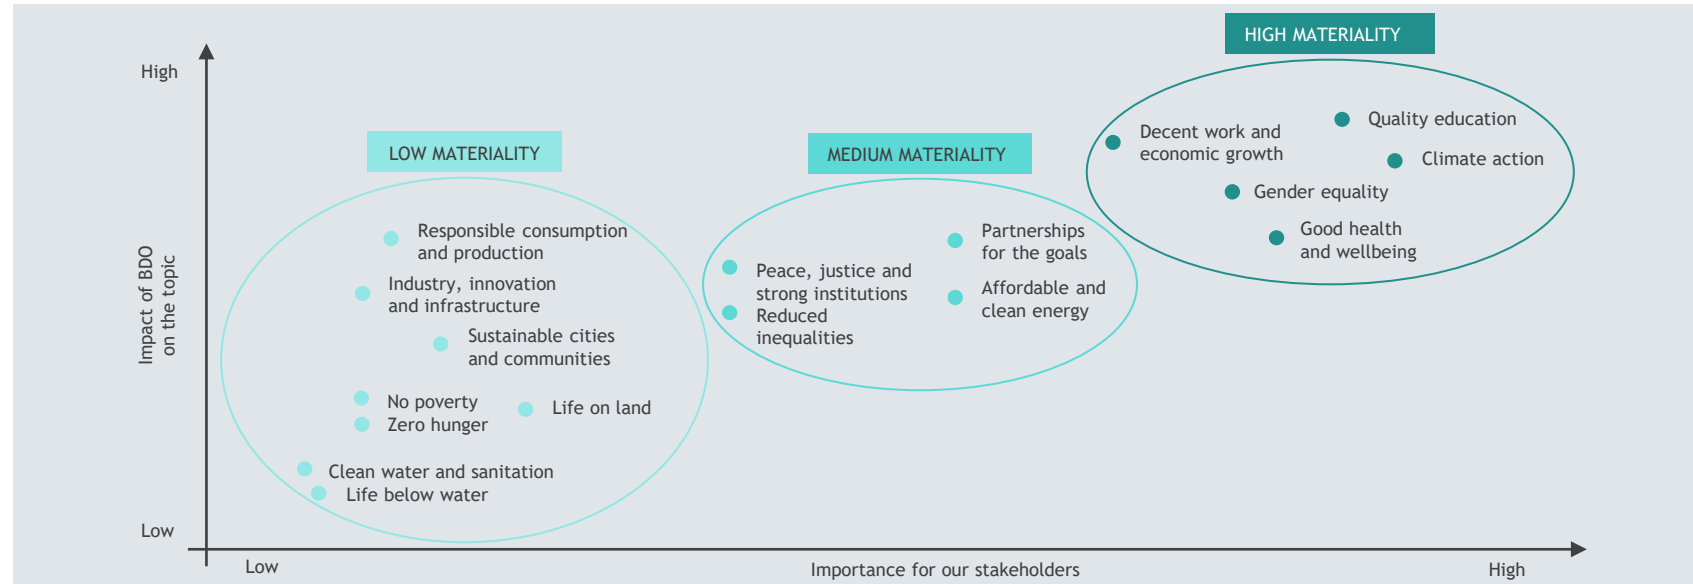 HIGH MATERIALITY
High
LOW MATERIALITY
MEDIUM MATERIALITY
Decent work and
economic growth
Quality education
Climate action
Gender equality
Good health
and wellbeing
Responsible consumption
and production
Industry, innovation
and infrastructure
Sustainable cities
and communities
No poverty
Zero hunger
Life on land
Clean water and sanitation
Life below water
Peace, justice and
strong institutions
Reduced
inequalities
Partnerships
for the goals
Affordable and
clean energy
Impact of BDO
on the topic
Low
Low
Importance for our stakeholders
High